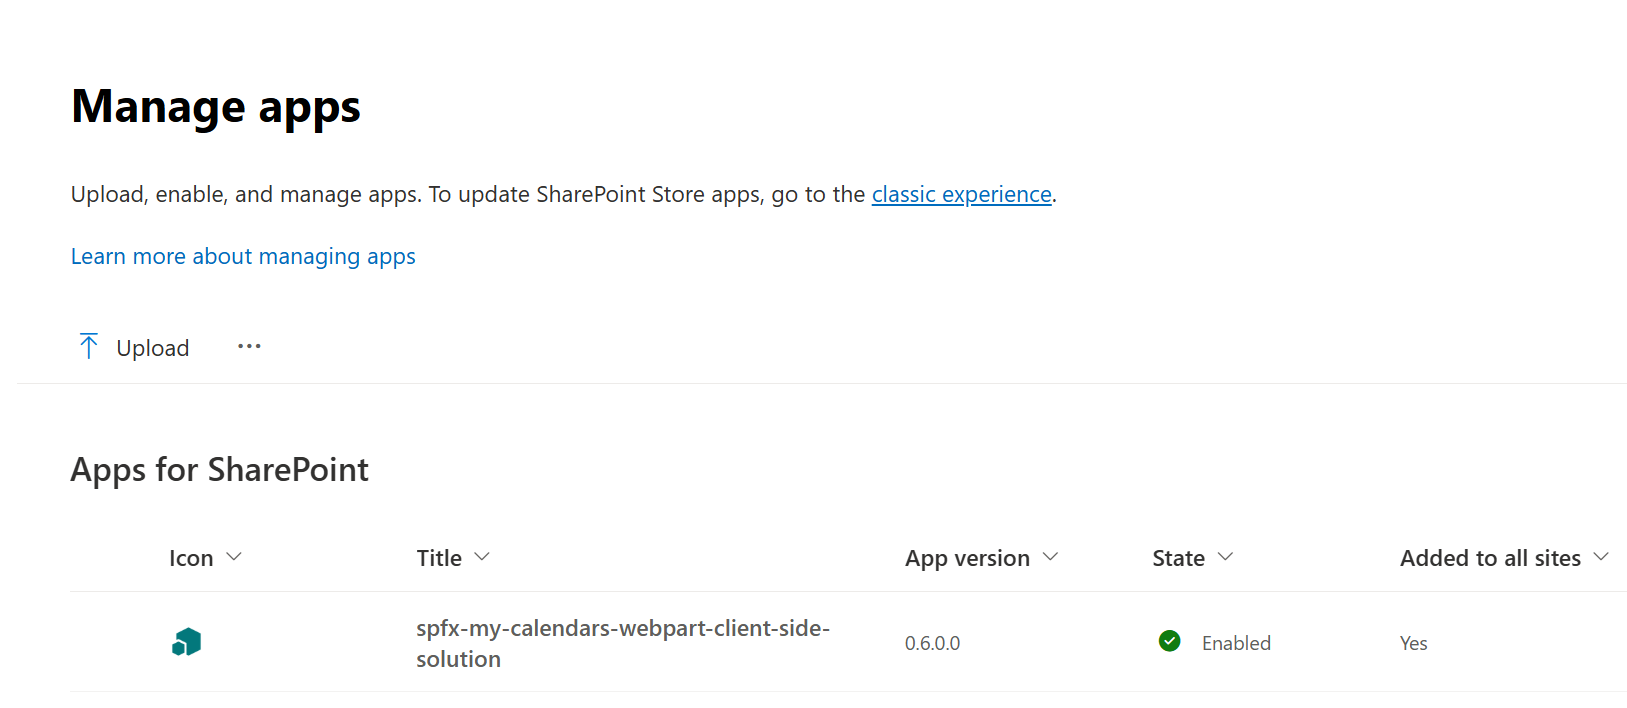 Manage apps
Upload, enable, and manage apps. To update SharePoint Store apps, go to the classic experience.
Learn more about managing apps
Upload ···
Apps for SharePoint
Icon Title App version State Added to all sites
spfx-my-calendars-webpart-client-side-
solution
0.6.0.0 Enabled Yes